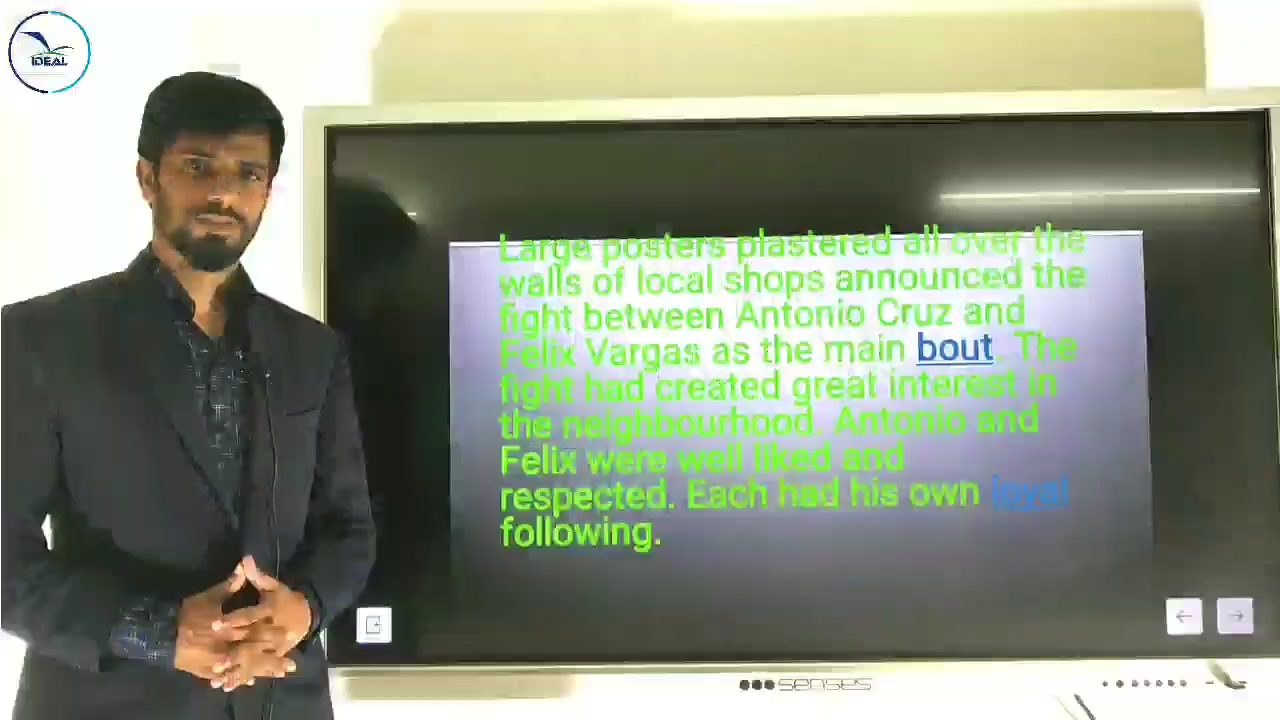 IDEAL
Large posters plastered all over the
walls of local shops announced the
fight between Antonio Cruz and
Felix Vargas as the main bout. The
fight had created great interest in
the neighbourhood. Antonio and
Felix were well liked and
respected. Each had his own loyal
following.
senses